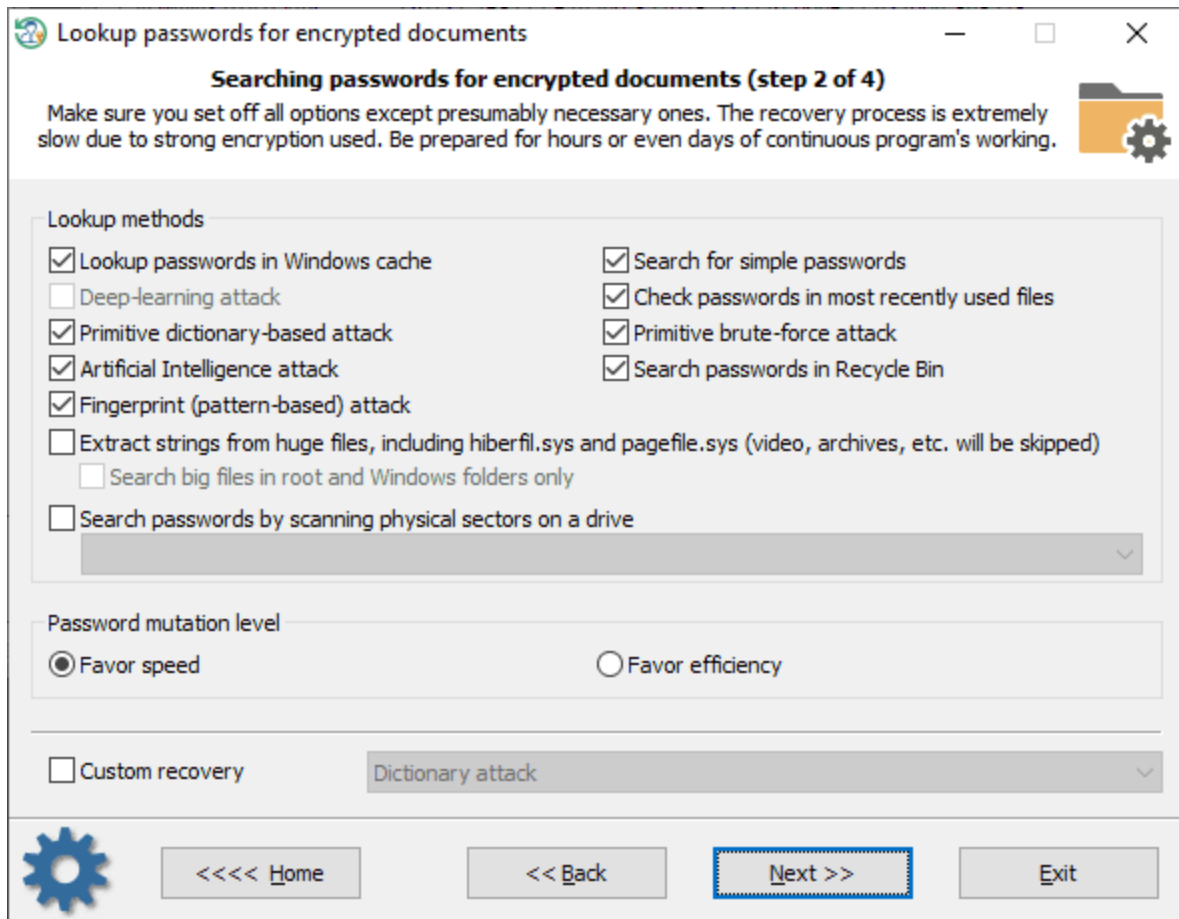 Lookup passwords for encrypted documents
Searching passwords for encrypted documents (step 2 of 4)
Make sure you set off all options except presumably necessary ones. The recovery process is extremely
slow due to strong encryption used. Be prepared for hours or even days of continuous program's working.
Lookup methods
Lookup passwords in Windows cache
Search for simple passwords
Deep-learning attack
Check passwords in most recently used files
Primitive dictionary-based attack
Primitive brute-force attack
Artificial Intelligence attack
Search passwords in Recycle Bin
Fingerprint (pattern-based) attack
Extract strings from huge files, including hiberfil.sys and pagefile.sys (video, archives, etc. will be skipped)
Search big files in root and Windows folders only
Search passwords by scanning physical sectors on a drive
Password mutation level
Favor speed
Favor efficiency
Custom recovery
Dictionary attack
<<<< Home
<< Back
Next >>
Exit